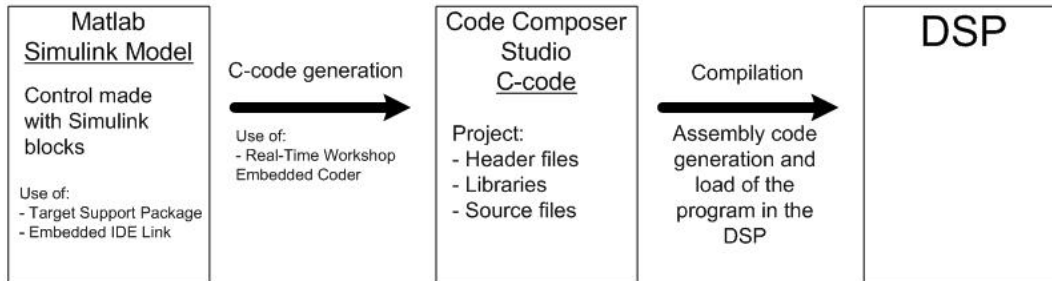 Matlab
Simulink Model
Control made
with Simulink
blocks
Use of:
- Target Support Package
- Embedded IDE Link
C-code generation
Use of:
- Real-Time Workshop
Embedded Coder
Code Composer
Studio
C-code
Project:
- Header files
- Libraries
- Source files
Compilation
Assembly code
generation and
load of the
program in the
DSP
DSP